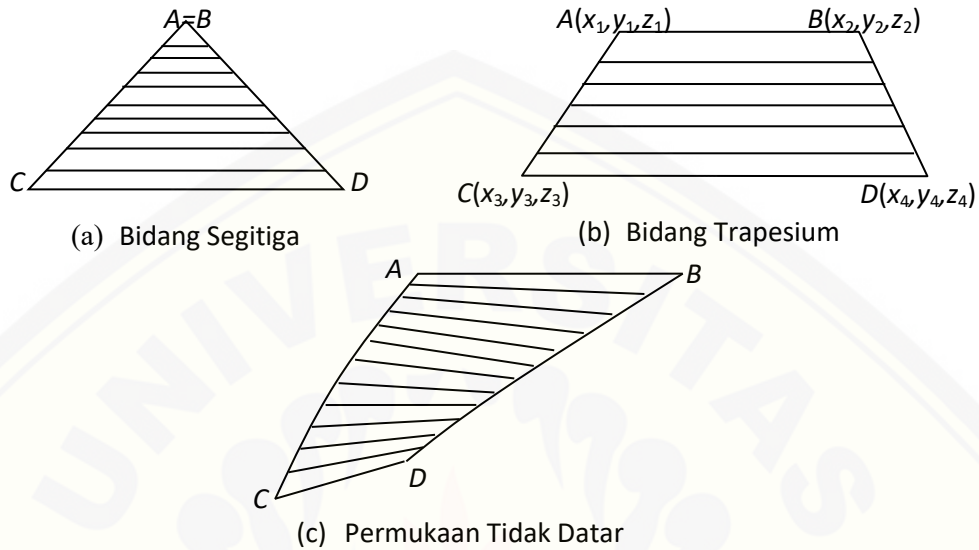 A=B
C D
(a) Bidang Segitiga
A(x₁,y₁,z₁) B(x₂,y₂,z₂)
C(x₃,y₃,z₃) D(x₄,y₄,z₄)
(b) Bidang Trapesium
A B
C D
(c) Permukaan Tidak Datar
UNIVERSITAS